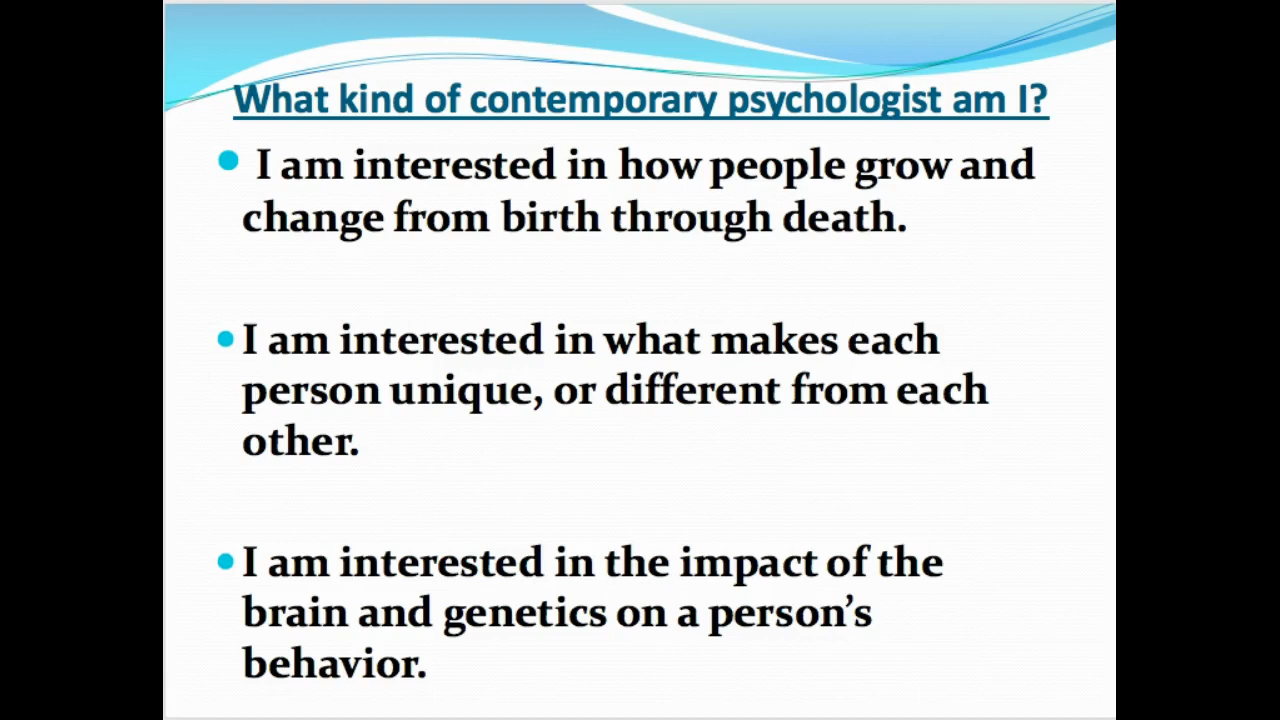 What kind of contemporary psychologist am I?
I am interested in how people grow and
change from birth through death.
I am interested in what makes each
person unique, or different from each
other.
I am interested in the impact of the
brain and genetics on a person’s
behavior.